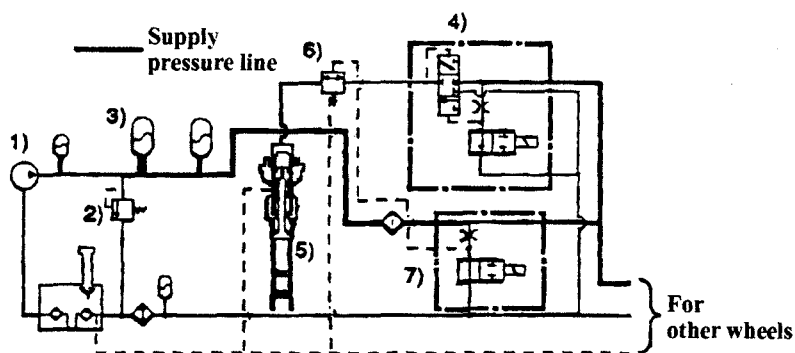 Supply
pressure line
1)
2)
3)
4)
5)
6)
7)
For
other wheels